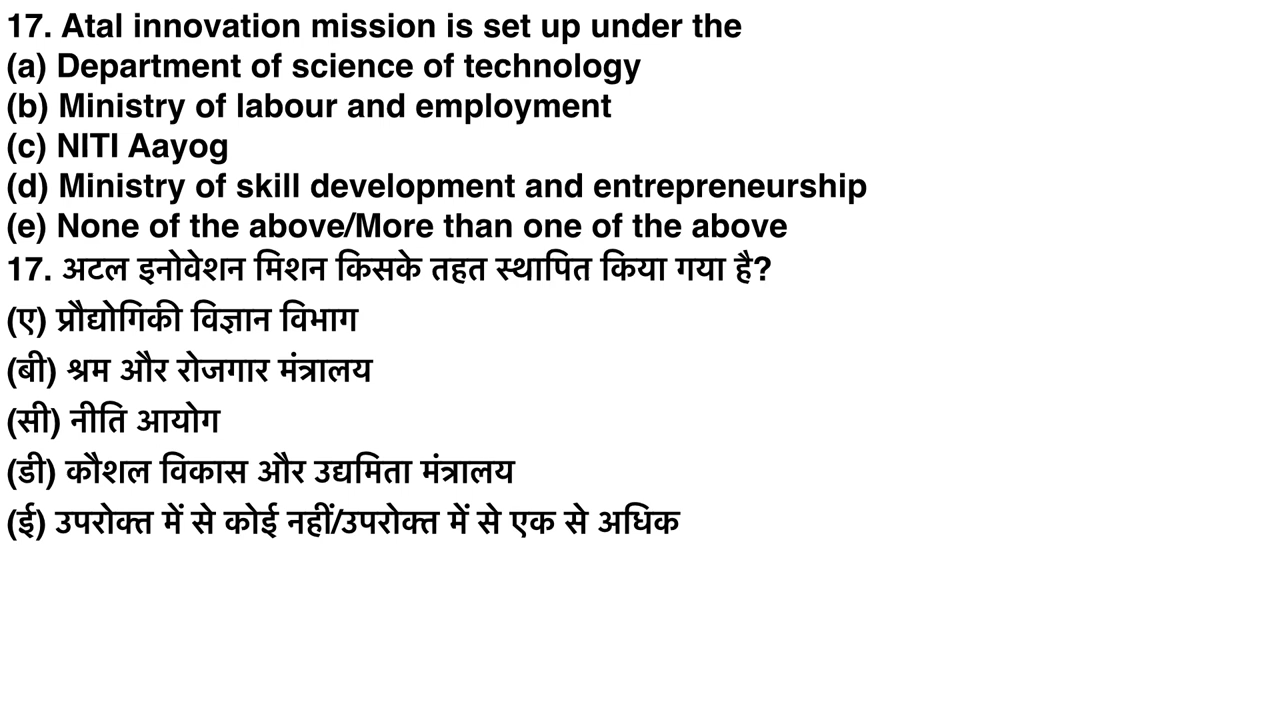 17. Atal innovation mission is set up under the
(a) Department of science of technology
(b) Ministry of labour and employment
(c) NITI Aayog
(d) Ministry of skill development and entrepreneurship
(e) None of the above/More than one of the above
17. अटल इनोवेशन मिशन किसके तहत स्थापित किया गया है?
(ए) प्रौद्योगिकी विज्ञान विभाग
(बी) श्रम और रोजगार मंत्रालय
(सी) नीति आयोग
(डी) कौशल विकास और उद्यमिता मंत्रालय
(ई) उपरोक्त में से कोई नहीं/उपरोक्त में से एक से अधिक